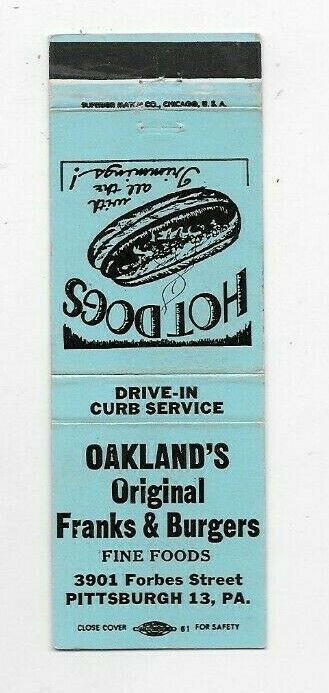 SUPERIOR MATCH CO., CHICAGO, U.S.A.
HOT DOGS
with
all the
Trimmings!
DRIVE-IN
CURB SERVICE
OAKLAND'S
Original
Franks & Burgers
FINE FOODS
3901 Forbes Street
PITTSBURGH 13, PA.
CLOSE COVER 61 FOR SAFETY